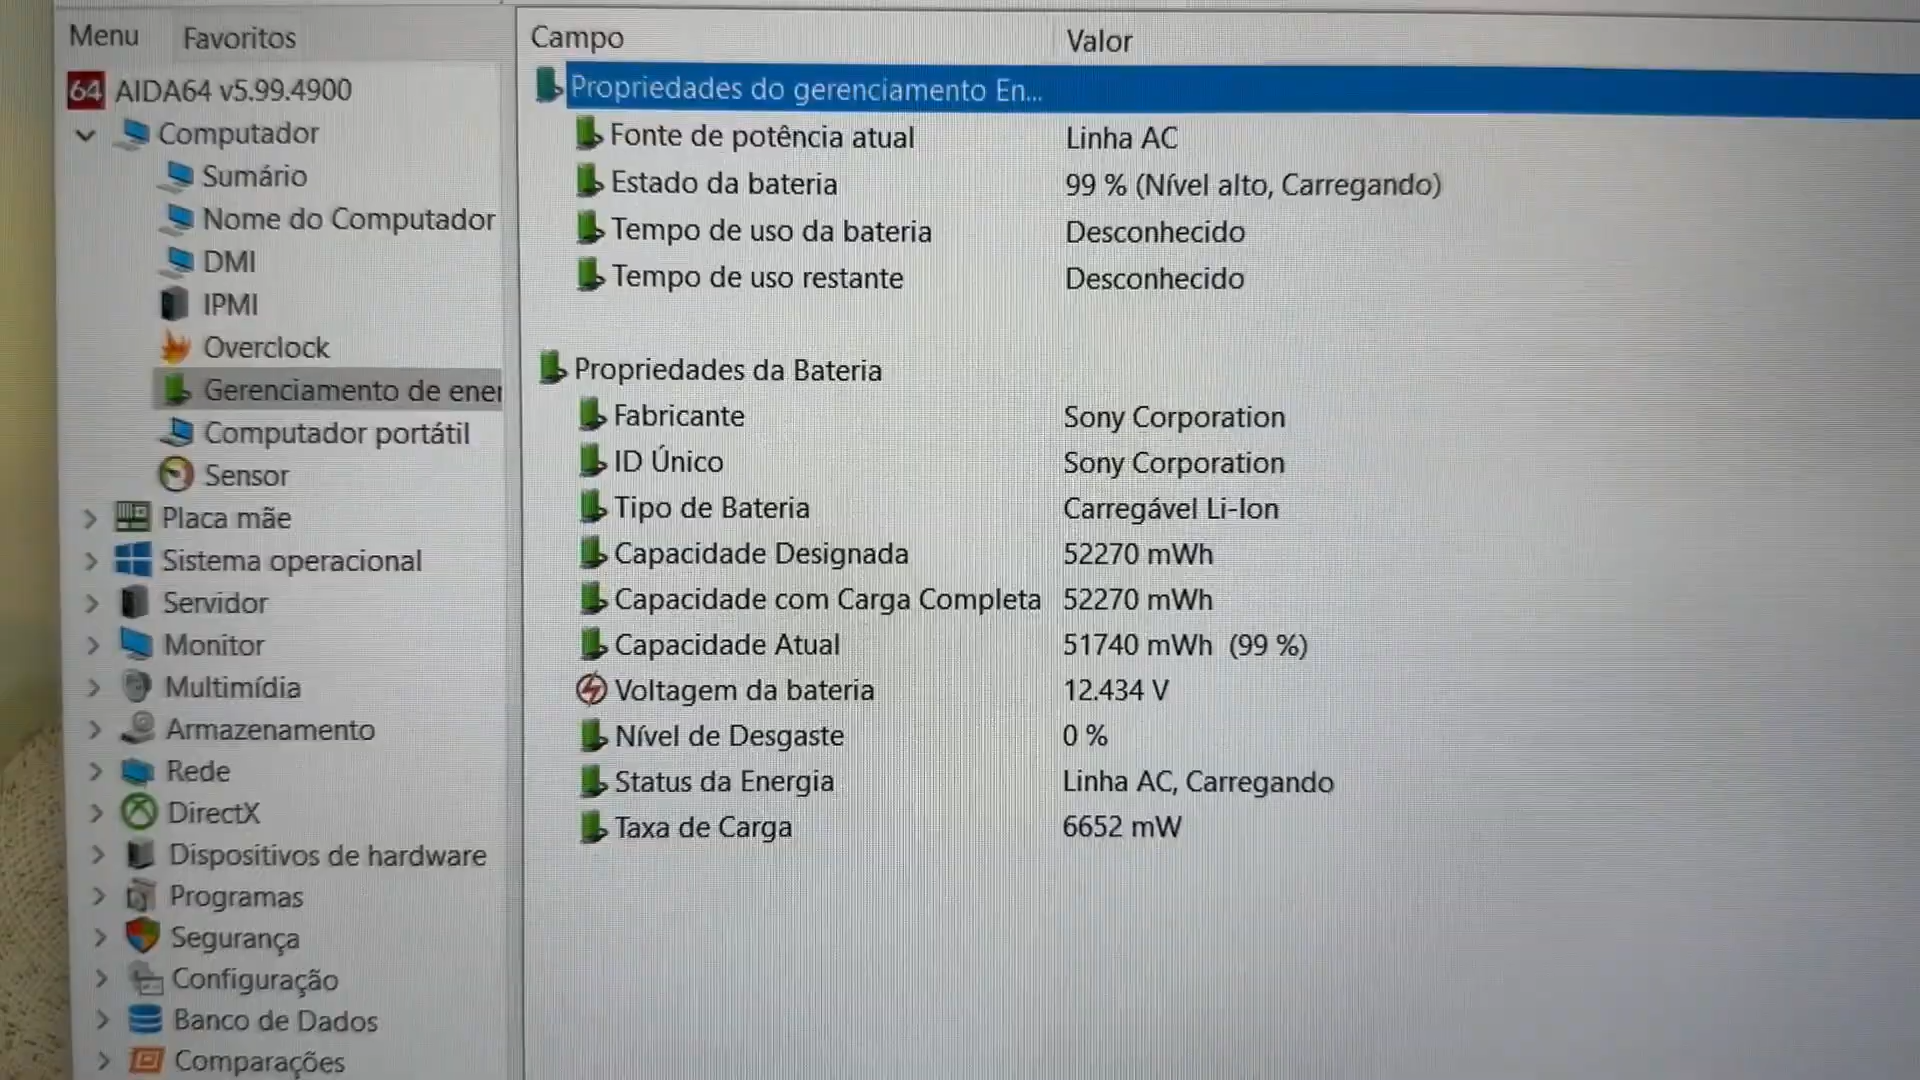 Menu
Favoritos
64 AIDA64 v5.99.4900
Computador
Sumário
Nome do Computador
DMI
IPMI
Overclock
Gerenciamento de ener
Computador portátil
Sensor
Placa mãe
Sistema operacional
Servidor
Monitor
Multimídia
Armazenamento
Rede
DirectX
Dispositivos de hardware
Programas
Segurança
Configuração
Banco de Dados
Comparações
Campo Valor
Propriedades do gerenciamento En...
Fonte de potência atual Linha AC
Estado da bateria 99 % (Nível alto, Carregando)
Tempo de uso da bateria Desconhecido
Tempo de uso restante Desconhecido
Propriedades da Bateria
Fabricante Sony Corporation
ID Único Sony Corporation
Tipo de Bateria Carregável Li-Ion
Capacidade Designada 52270 mWh
Capacidade com Carga Completa 52270 mWh
Capacidade Atual 51740 mWh (99 %)
Voltagem da bateria 12.434 V
Nível de Desgaste 0 %
Status da Energia Linha AC, Carregando
Taxa de Carga 6652 mW